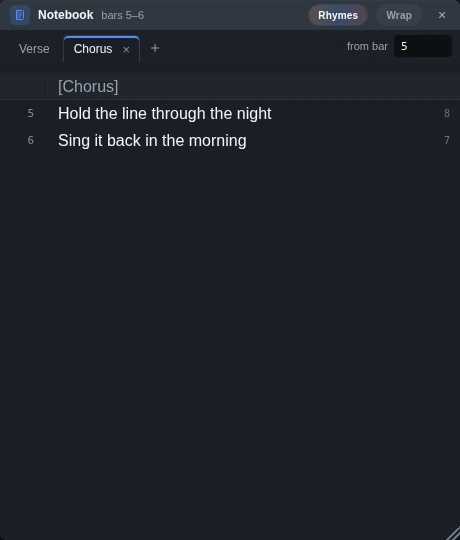 Notebook bars 5–6 Rhymes Wrap ×
Verse Chorus × + from bar 5
[Chorus]
5 Hold the line through the night 8
6 Sing it back in the morning 7